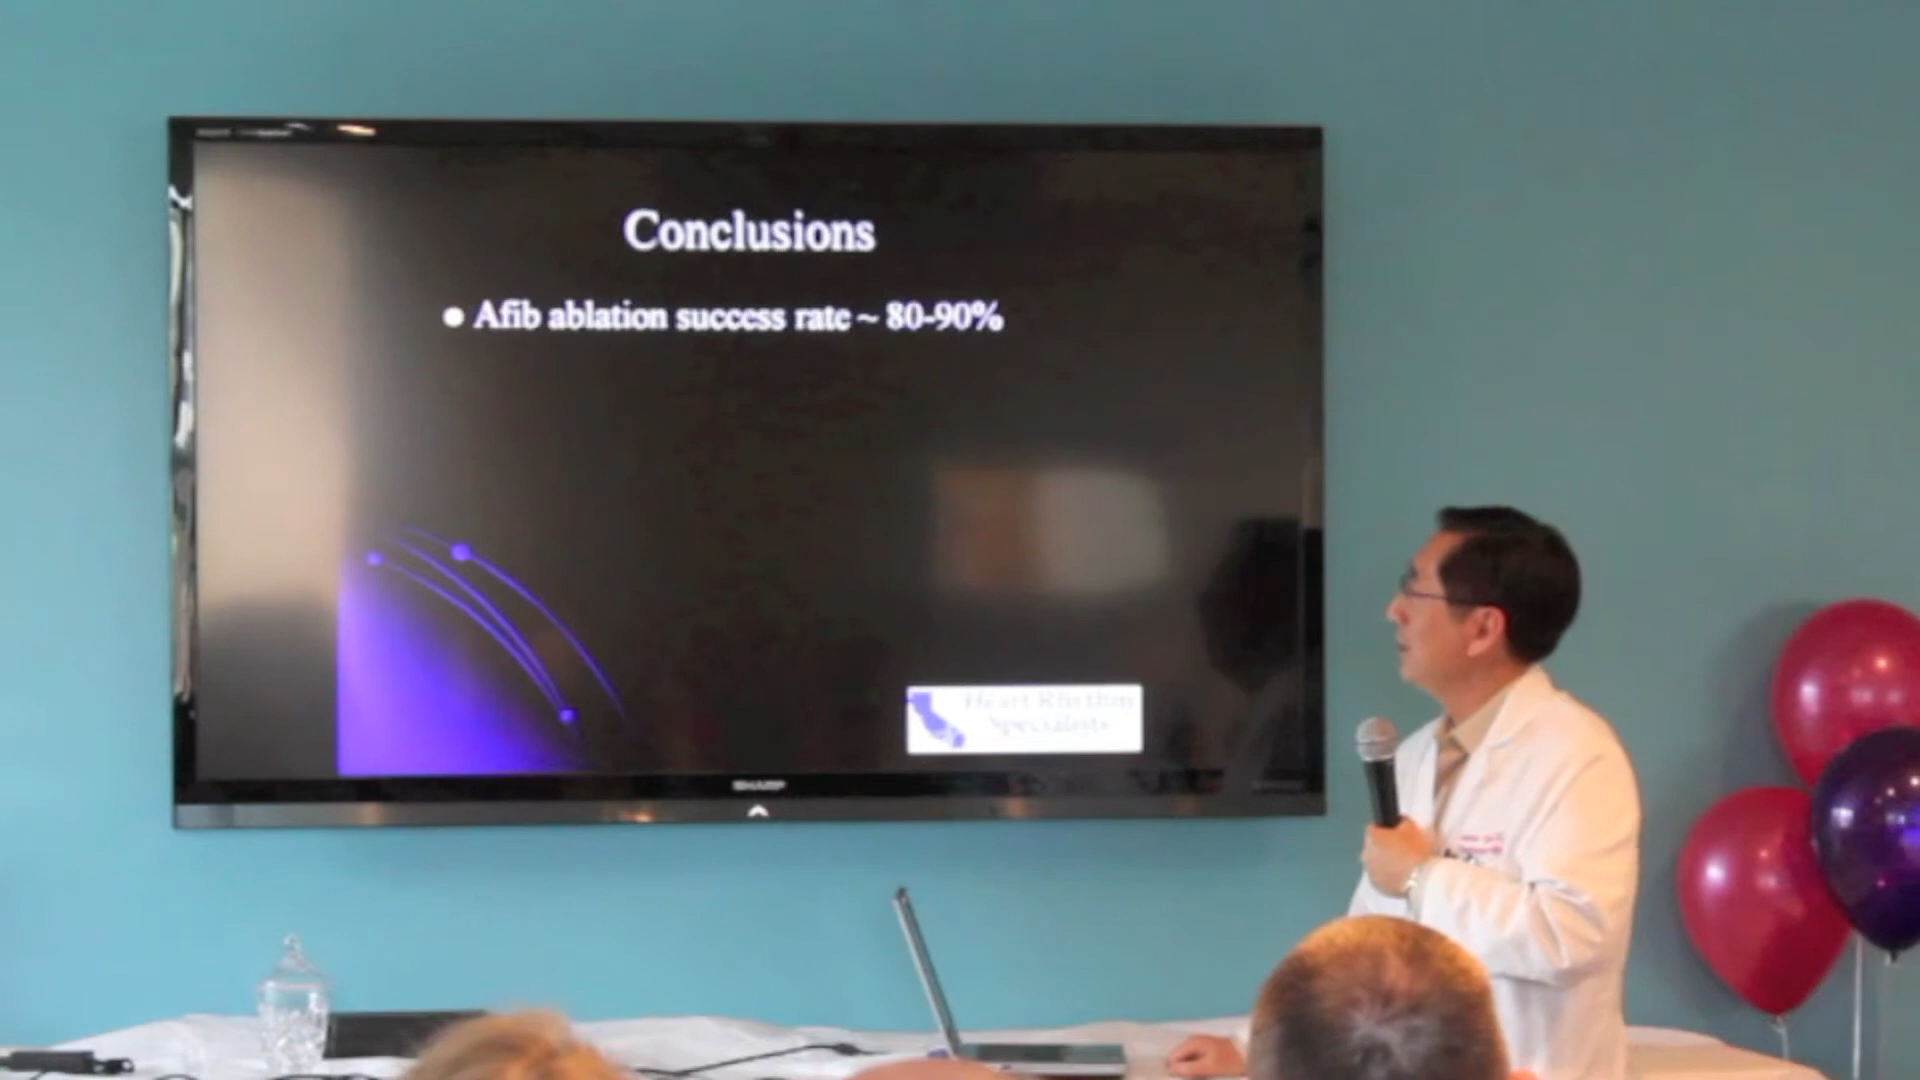 Conclusions
● Afib ablation success rate ~ 80-90%
Heart Rhythm
Specialists
SHARP